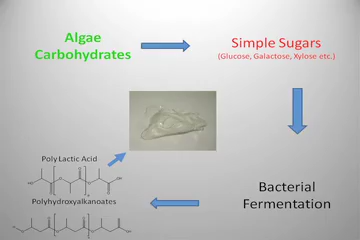 Algae
Carbohydrates
Simple Sugars
(Glucose, Galactose, Xylose etc.)
Bacterial
Fermentation
Poly Lactic Acid
Polyhydroxyalkanoates